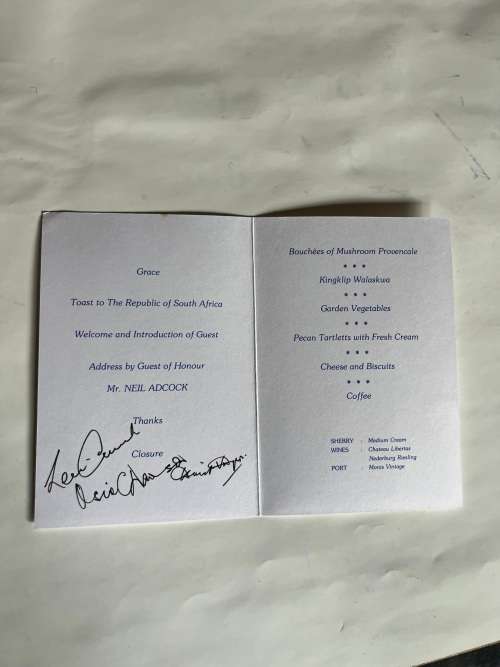 Grace
Toast to The Republic of South Africa
Welcome and Introduction of Guest
Address by Guest of Honour
Mr. NEIL ADCOCK
Thanks
Closure
Bouchées of Mushroom Provencale
* * *
Kingklip Walaskwa
* * *
Garden Vegetables
* * *
Pecan Tartletts with Fresh Cream
* * *
Cheese and Biscuits
* * *
Coffee
SHERRY : Medium Cream
WINES : Chateau Libertas
Nederburg Riesling
PORT : Monis Vintage